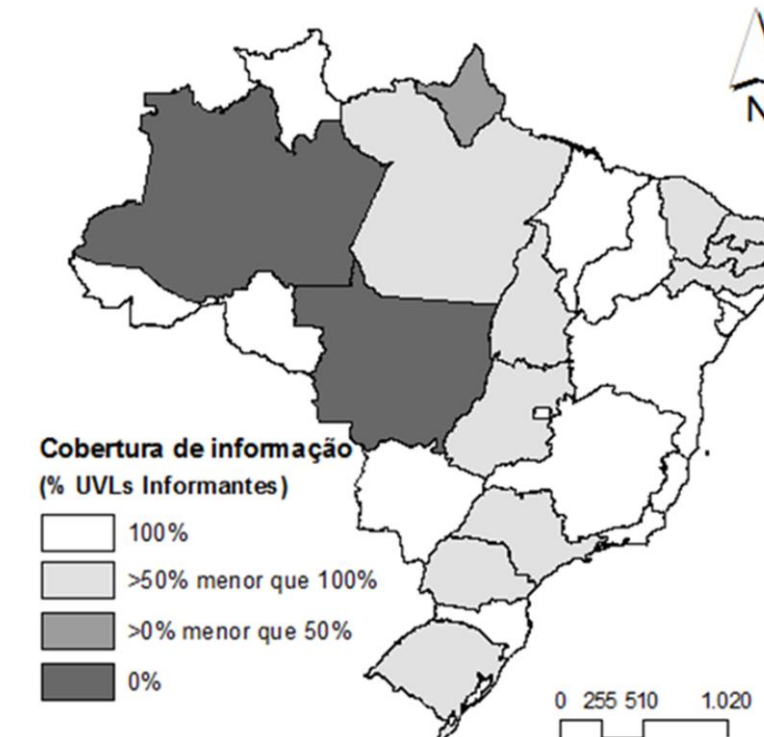 N
Cobertura de informação
(% UVLs Informantes)
100%
>50% menor que 100%
>0% menor que 50%
0%
0 255 510 1.020